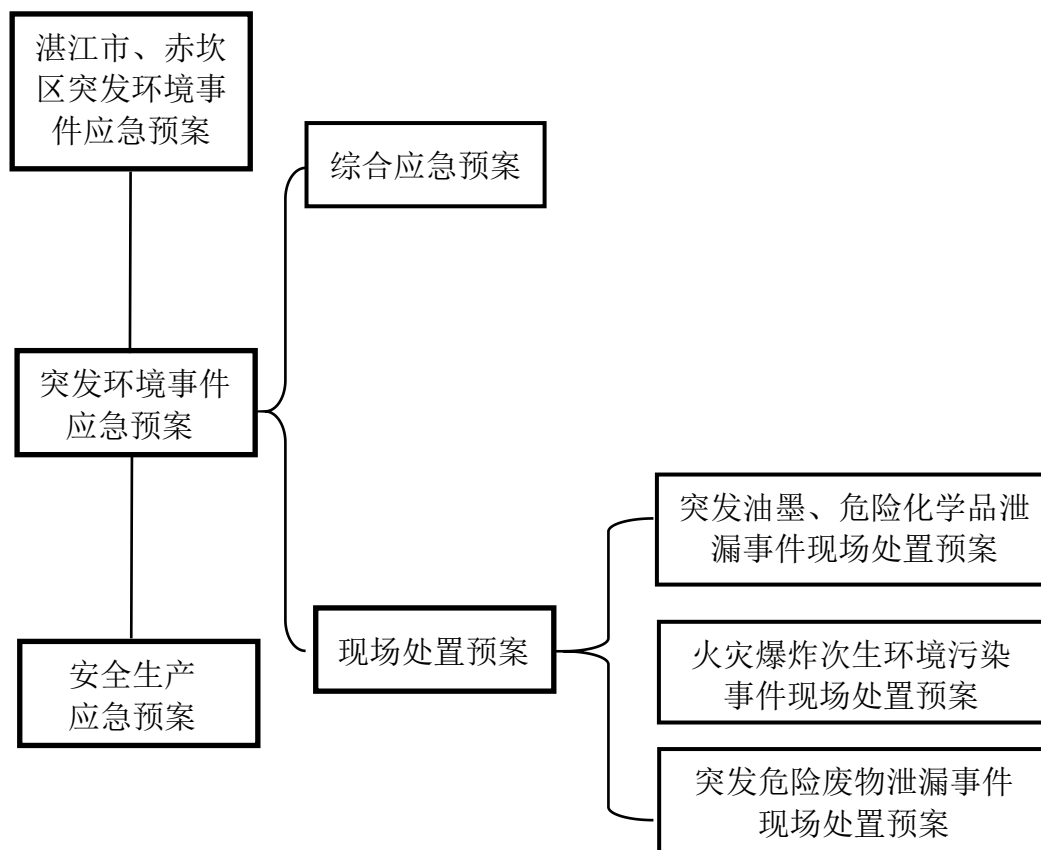 湛江市、赤坎
区突发环境事
件应急预案
综合应急预案
突发环境事件
应急预案
突发油墨、危险化学品泄
漏事件现场处置预案
现场处置预案
火灾爆炸次生环境污染
事件现场处置预案
安全生产
应急预案
突发危险废物泄漏事件
现场处置预案